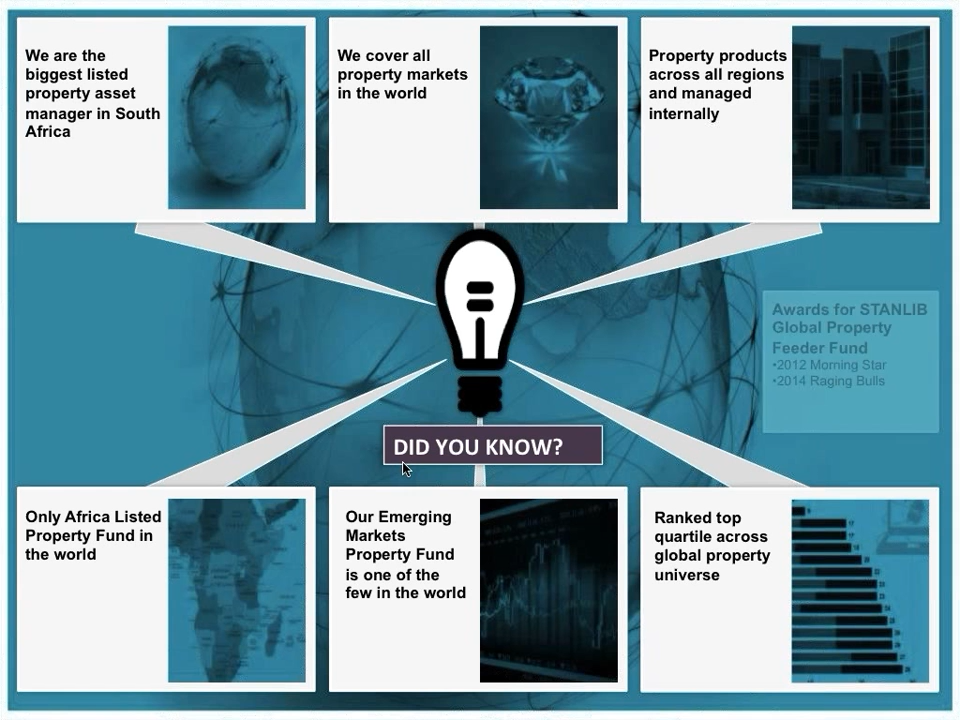 We are the
biggest listed
property asset
manager in South
Africa
We cover all
property markets
in the world
Property products
across all regions
and managed
internally
Awards for STANLIB
Global Property
Feeder Fund
•2012 Morning Star
•2014 Raging Bulls
DID YOU KNOW?
Only Africa Listed
Property Fund in
the world
Our Emerging
Markets
Property Fund
is one of the
few in the world
Ranked top
quartile across
global property
universe